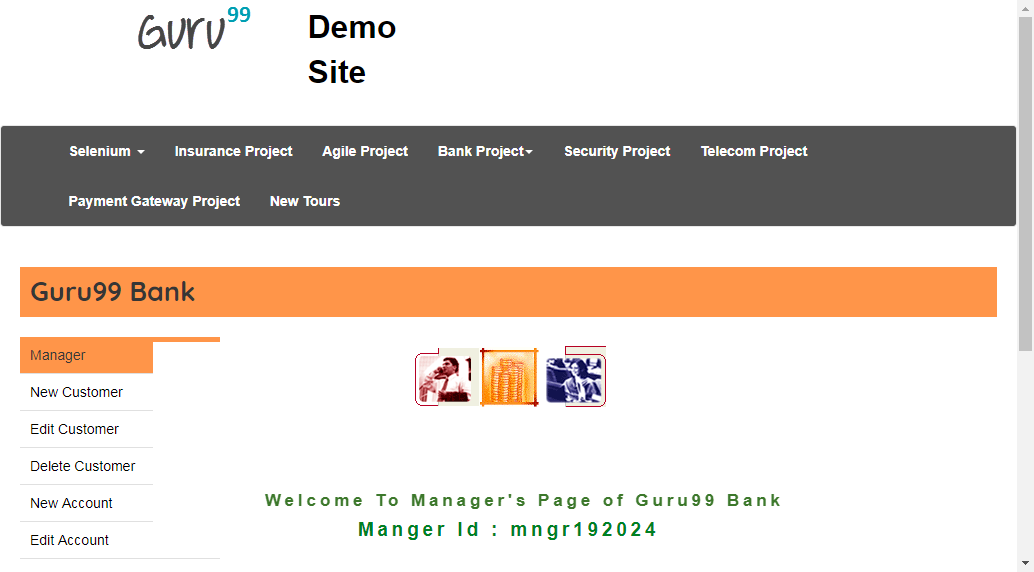 Guru99
Demo
Site
Selenium Insurance Project Agile Project Bank Project Security Project Telecom Project
Payment Gateway Project New Tours
Guru99 Bank
Manager
New Customer
Edit Customer
Delete Customer
New Account
Edit Account
Welcome To Manager's Page of Guru99 Bank
Manger Id : mngr192024